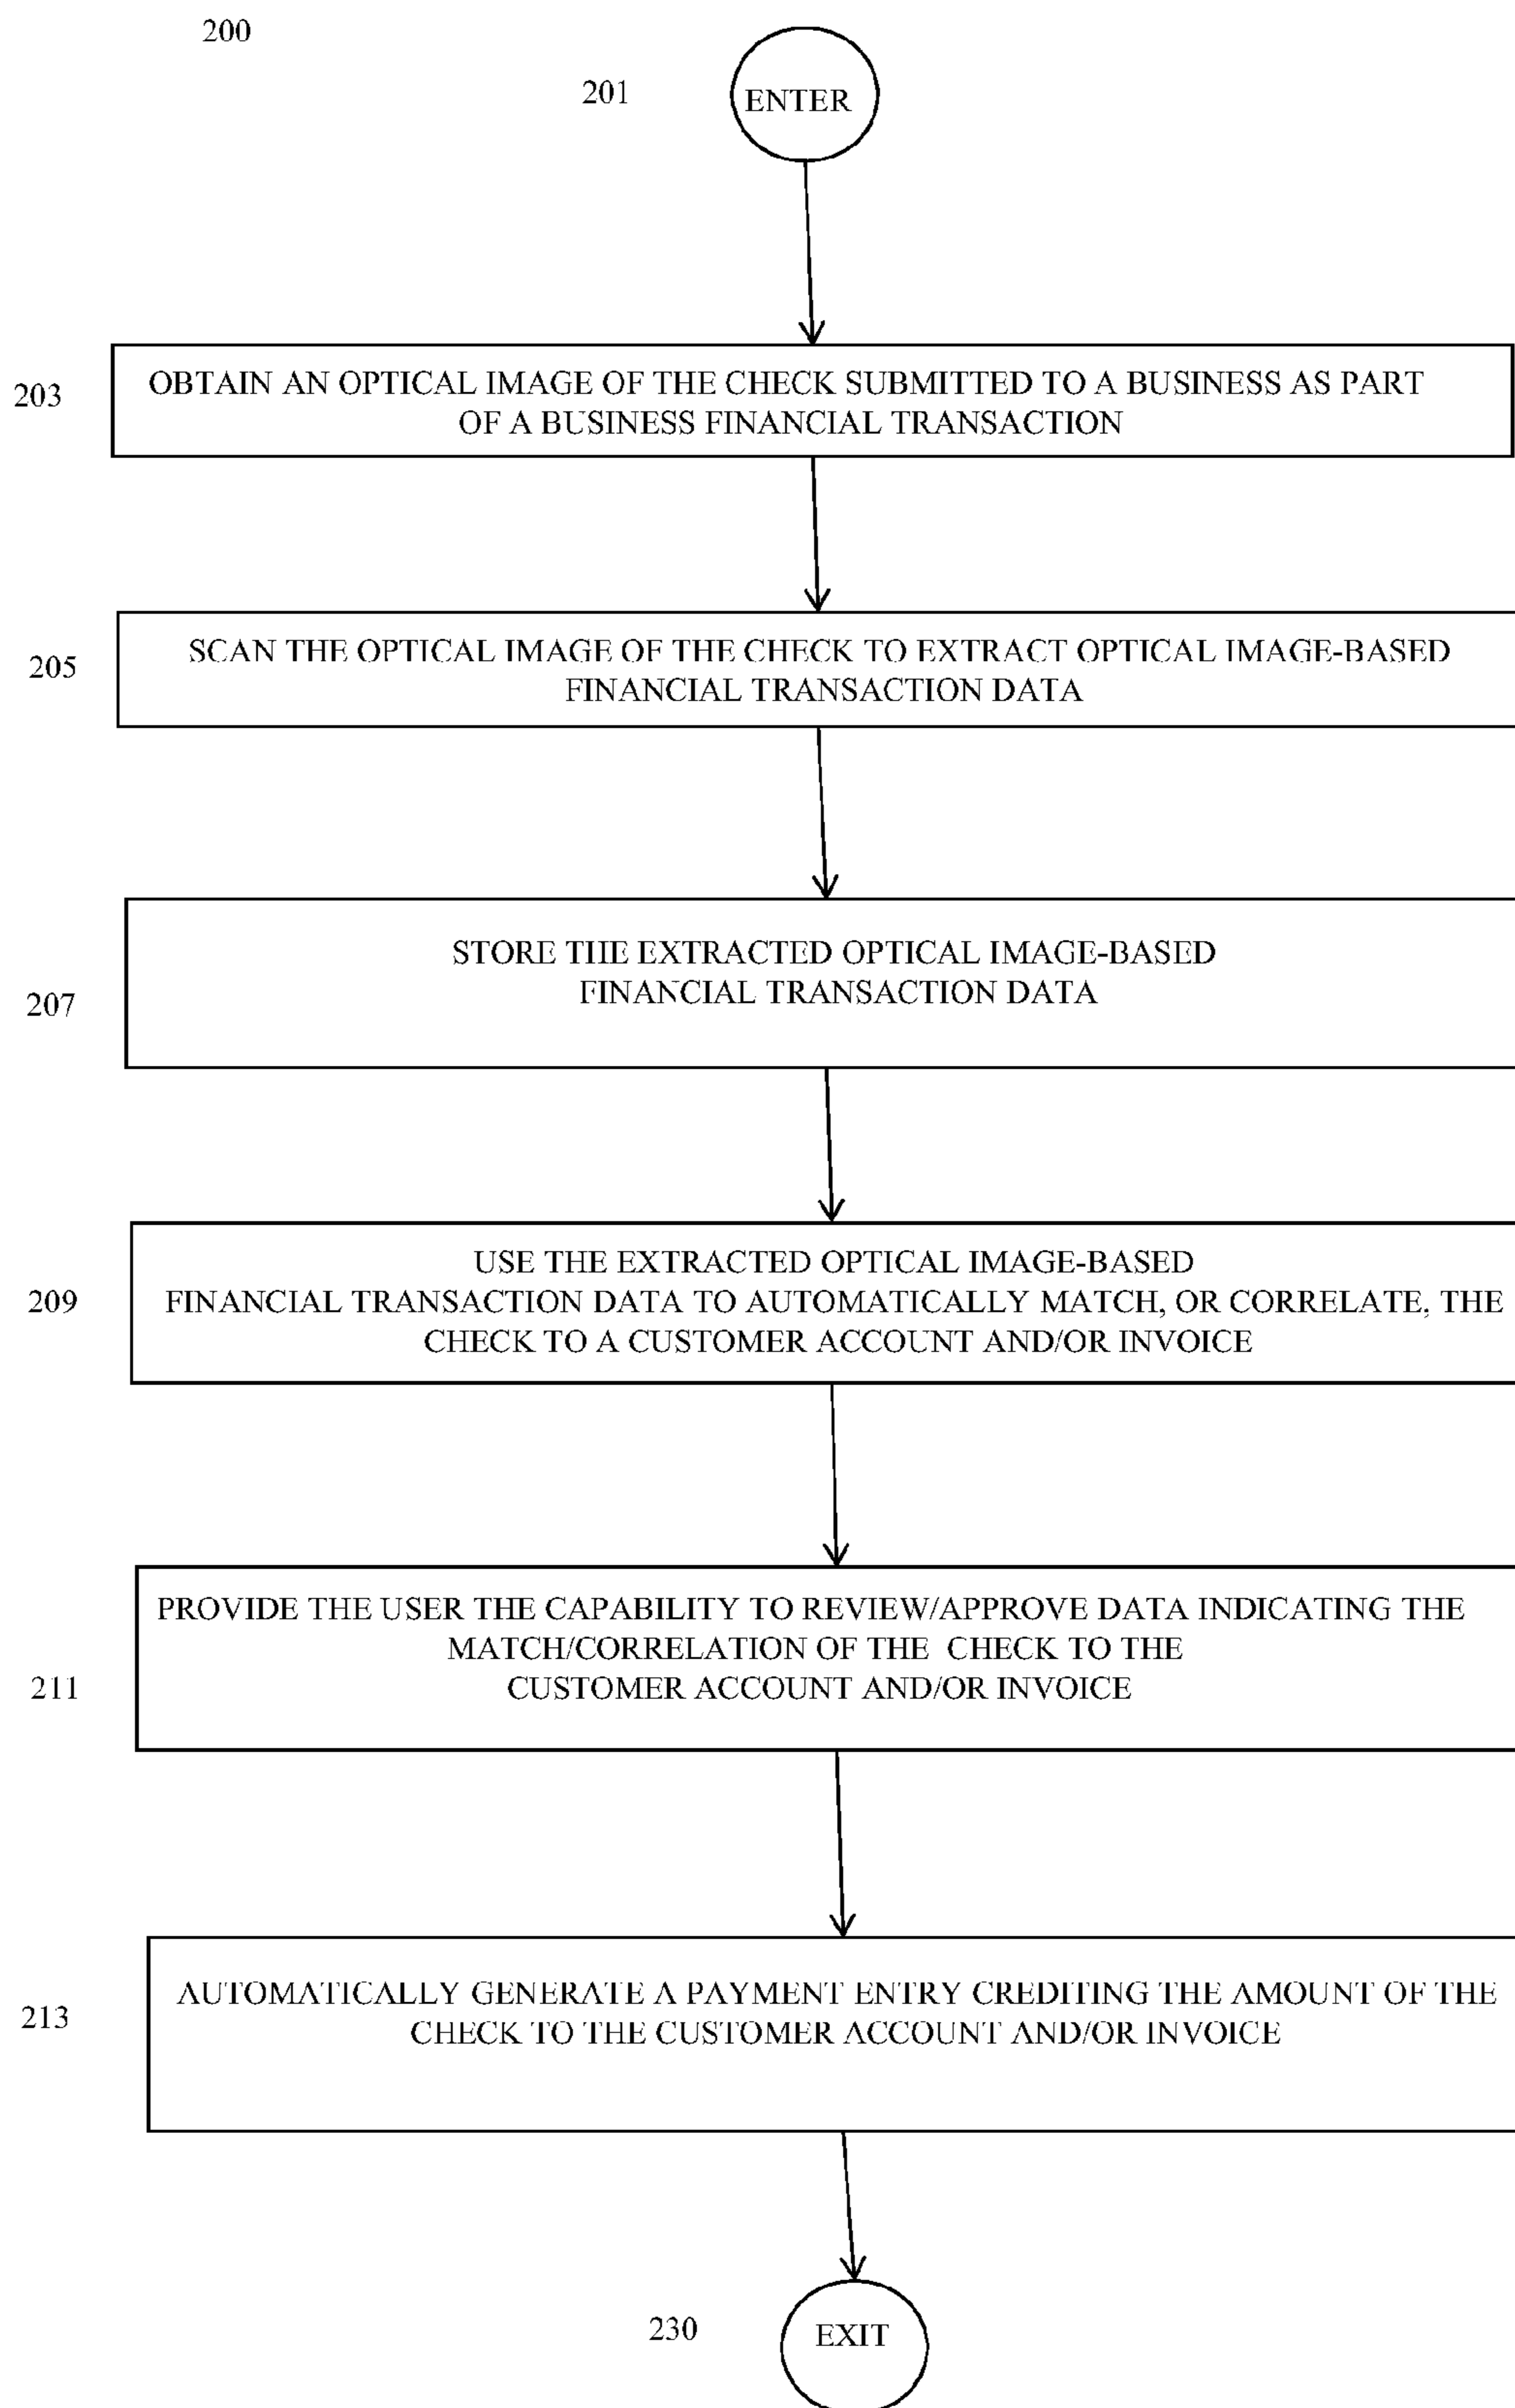 200
201
ENTER
203
OBTAIN AN OPTICAL IMAGE OF THE CHECK SUBMITTED TO A BUSINESS AS PART
OF A BUSINESS FINANCIAL TRANSACTION
205
SCAN THE OPTICAL IMAGE OF THE CHECK TO EXTRACT OPTICAL IMAGE-BASED
FINANCIAL TRANSACTION DATA
207
STORE THE EXTRACTED OPTICAL IMAGE-BASED
FINANCIAL TRANSACTION DATA
209
USE THE EXTRACTED OPTICAL IMAGE-BASED
FINANCIAL TRANSACTION DATA TO AUTOMATICALLY MATCH, OR CORRELATE, THE
CHECK TO A CUSTOMER ACCOUNT AND/OR INVOICE
211
PROVIDE THE USER THE CAPABILITY TO REVIEW/APPROVE DATA INDICATING THE
MATCH/CORRELATION OF THE CHECK TO THE
CUSTOMER ACCOUNT AND/OR INVOICE
213
AUTOMATICALLY GENERATE A PAYMENT ENTRY CREDITING THE AMOUNT OF THE
CHECK TO THE CUSTOMER ACCOUNT AND/OR INVOICE
230
EXIT